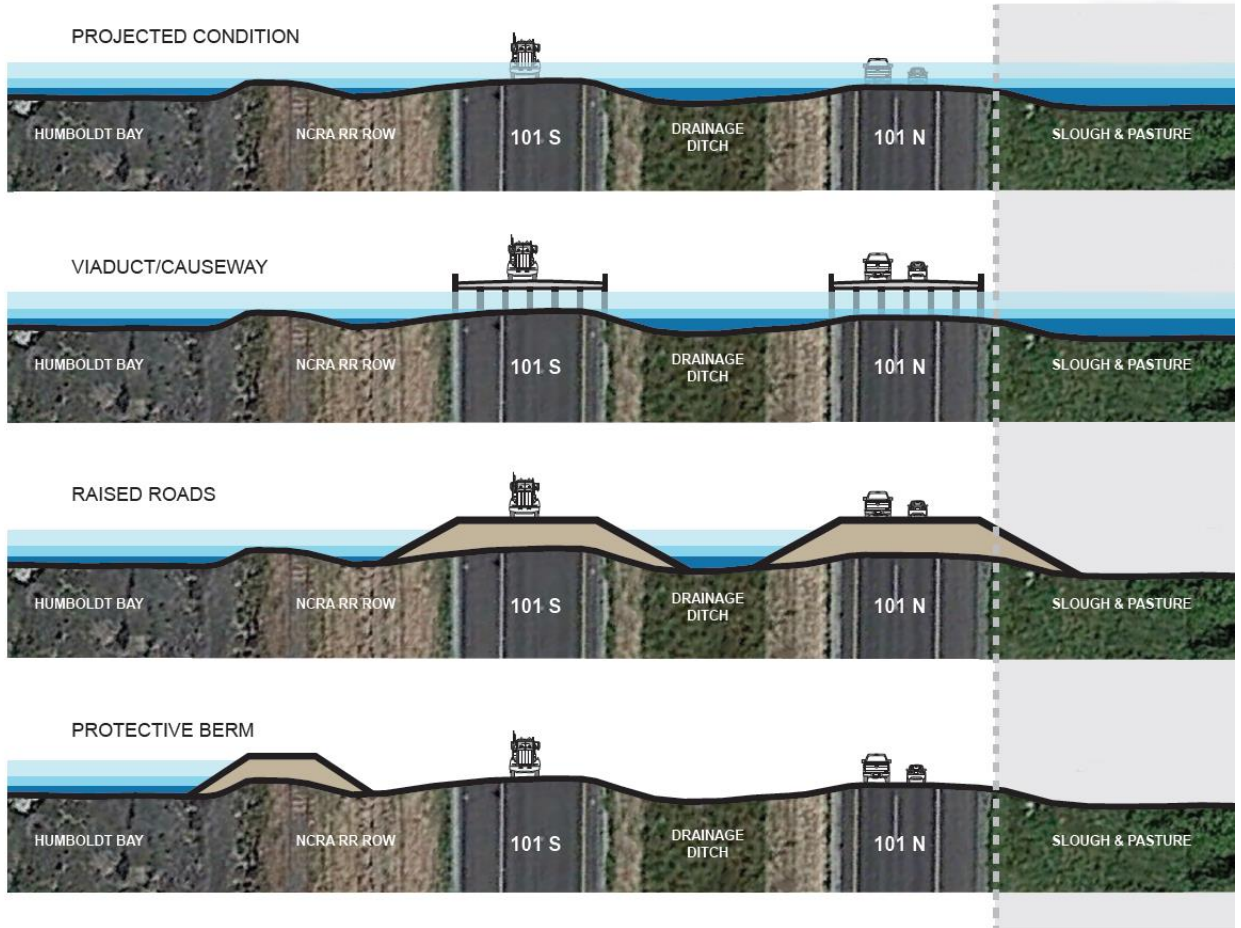 PROJECTED CONDITION
HUMBOLDT BAY
NCRA RR ROW
101 S
DRAINAGE
DITCH
101 N
SLOUGH & PASTURE
VIADUCT/CAUSEWAY
HUMBOLDT BAY
NCRA RR ROW
101 S
DRAINAGE
DITCH
101 N
SLOUGH & PASTURE
RAISED ROADS
HUMBOLDT BAY
NCRA RR ROW
101 S
DRAINAGE
DITCH
101 N
SLOUGH & PASTURE
PROTECTIVE BERM
HUMBOLDT BAY
NCRA RR ROW
101 S
DRAINAGE
DITCH
101 N
SLOUGH & PASTURE